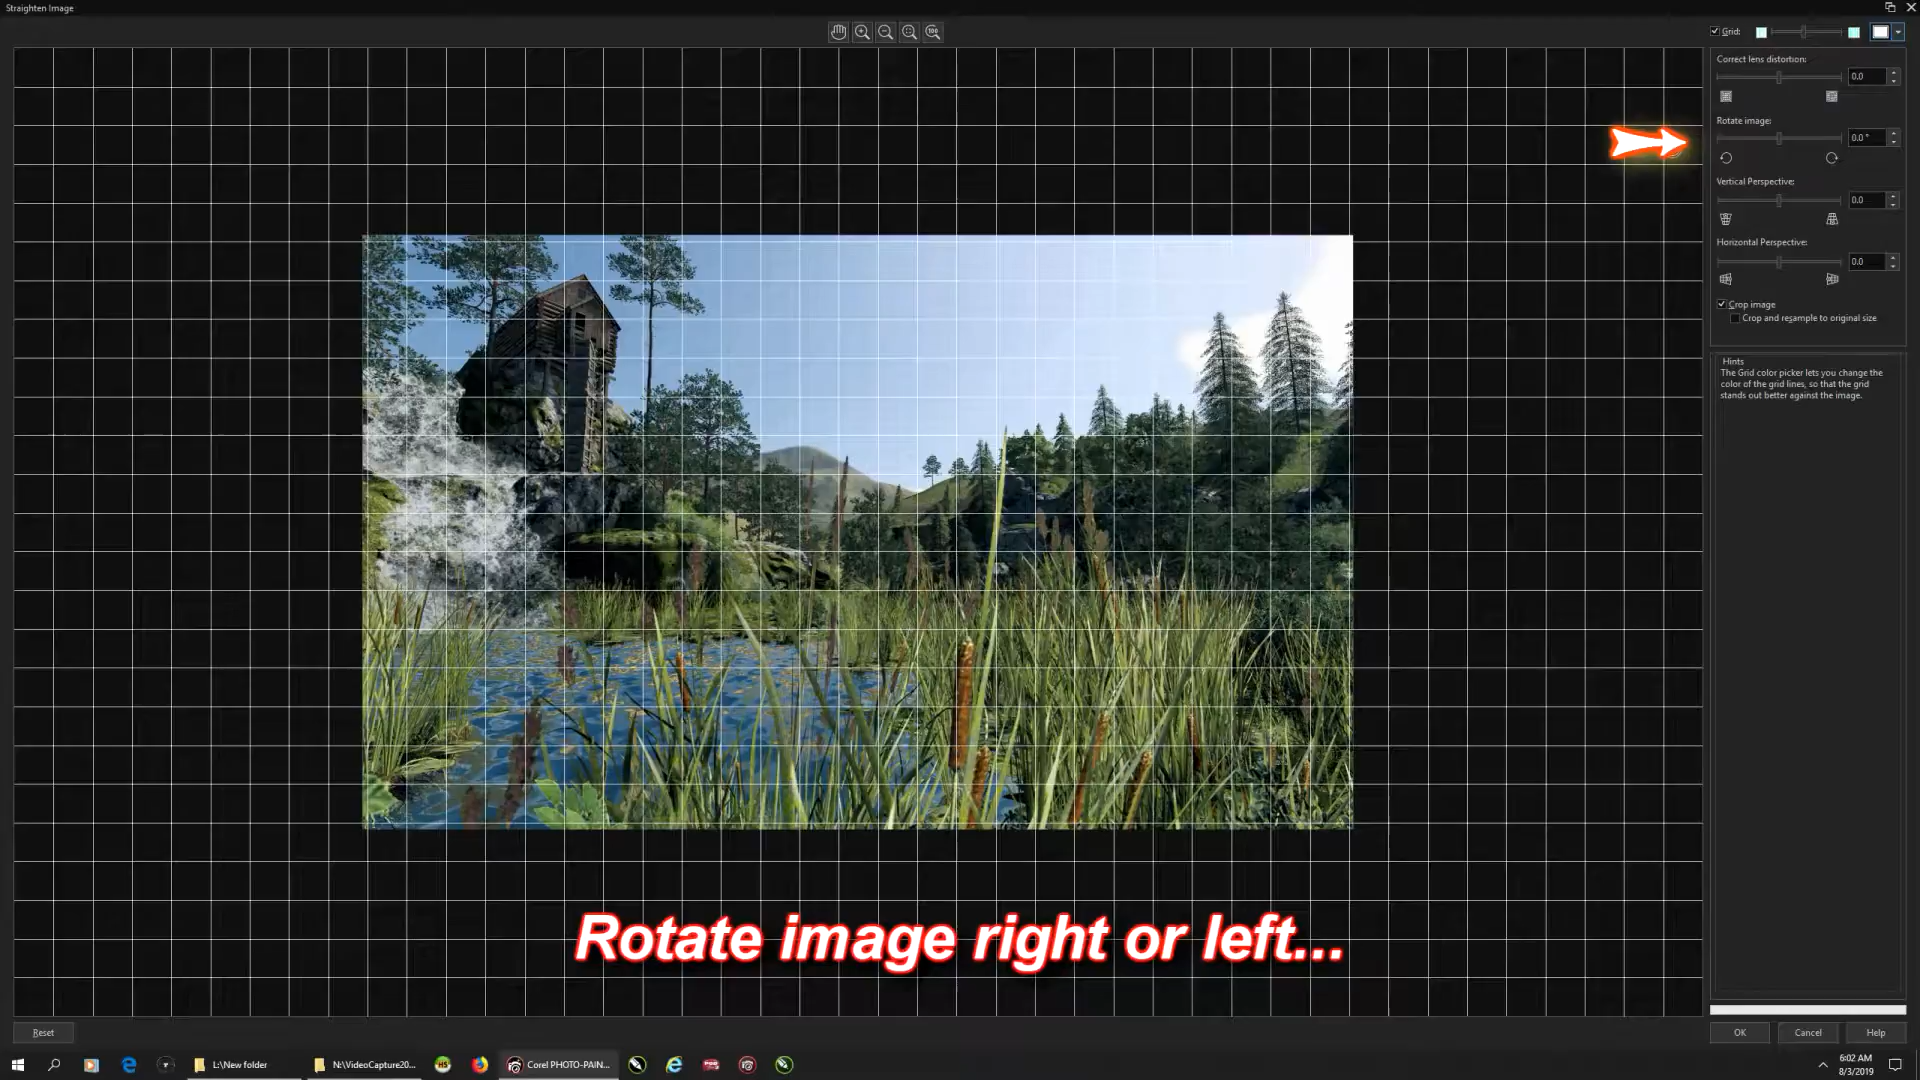 Straighten Image
100
Grid:
Correct lens distortion:
0.0
Rotate image:
0.0 °
Vertical Perspective:
0.0
Horizontal Perspective:
0.0
Crop image
Crop and resample to original size
Hints
The Grid color picker lets you change the
color of the grid lines, so that the grid
stands out better against the image.
Rotate image right or left...
Reset
OK
Cancel
Help
L:\New folder
N:\VideoCapture20...
HS
Corel PHOTO-PAIN...
6:02 AM
8/3/2019